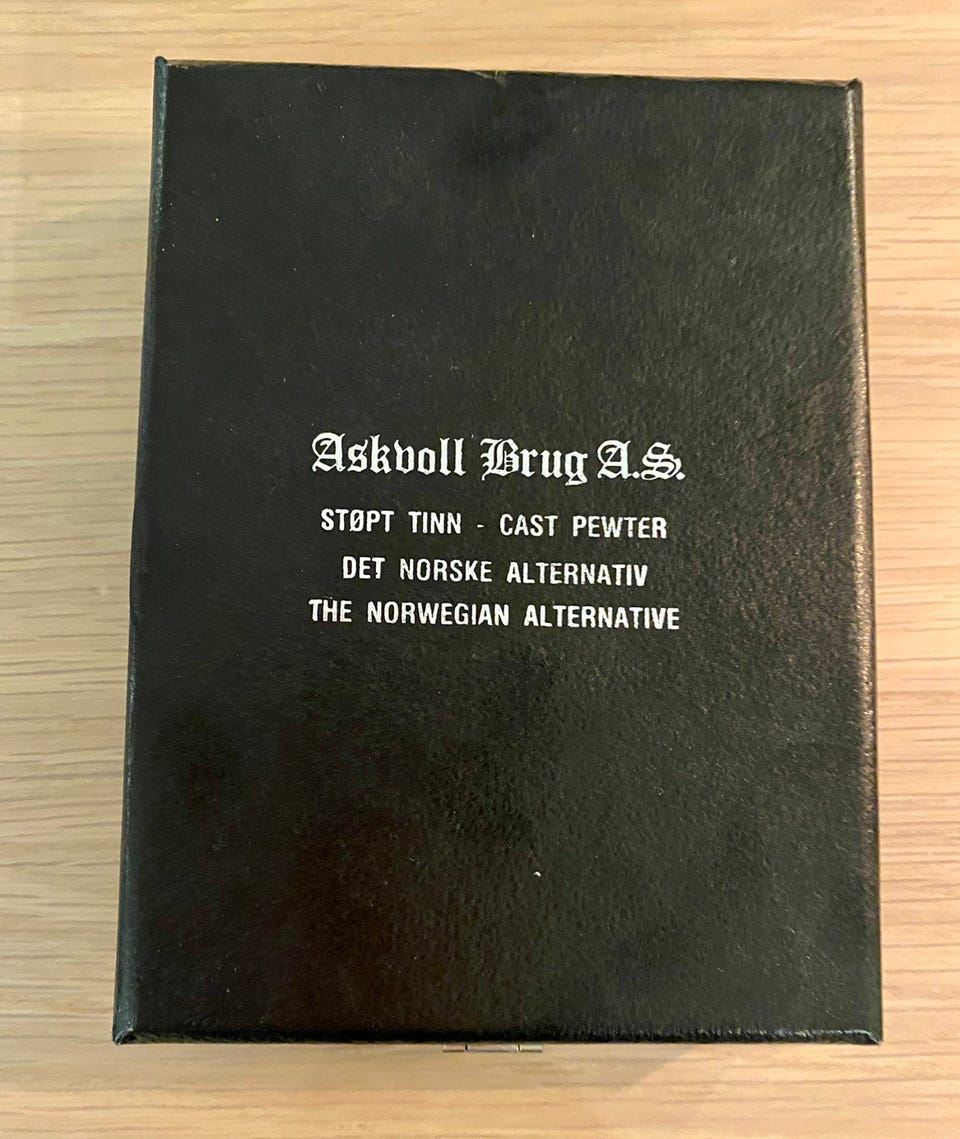 Askvoll Brug A.S.
STØPT TINN - CAST PEWTER
DET NORSKE ALTERNATIV
THE NORWEGIAN ALTERNATIVE